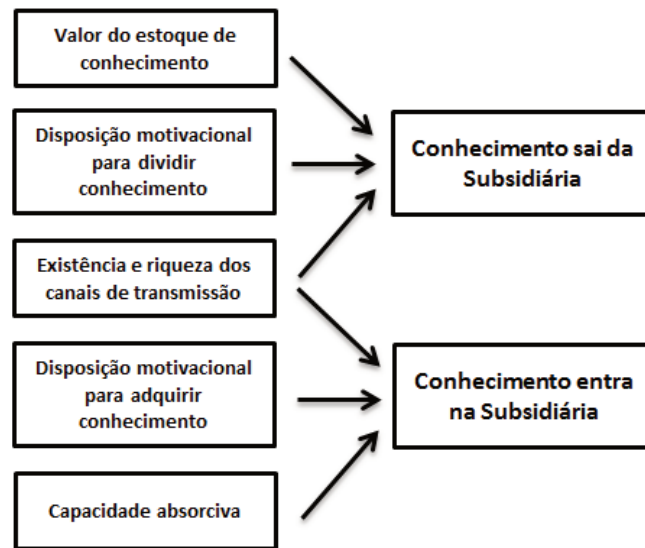 Valor do estoque de
conhecimento
Disposição motivacional
para dividir
conhecimento
Existência e riqueza dos
canais de transmissão
Disposição motivacional
para adquirir
conhecimento
Capacidade absorciva
Conhecimento sai da
Subsidiária
Conhecimento entra
na Subsidiária